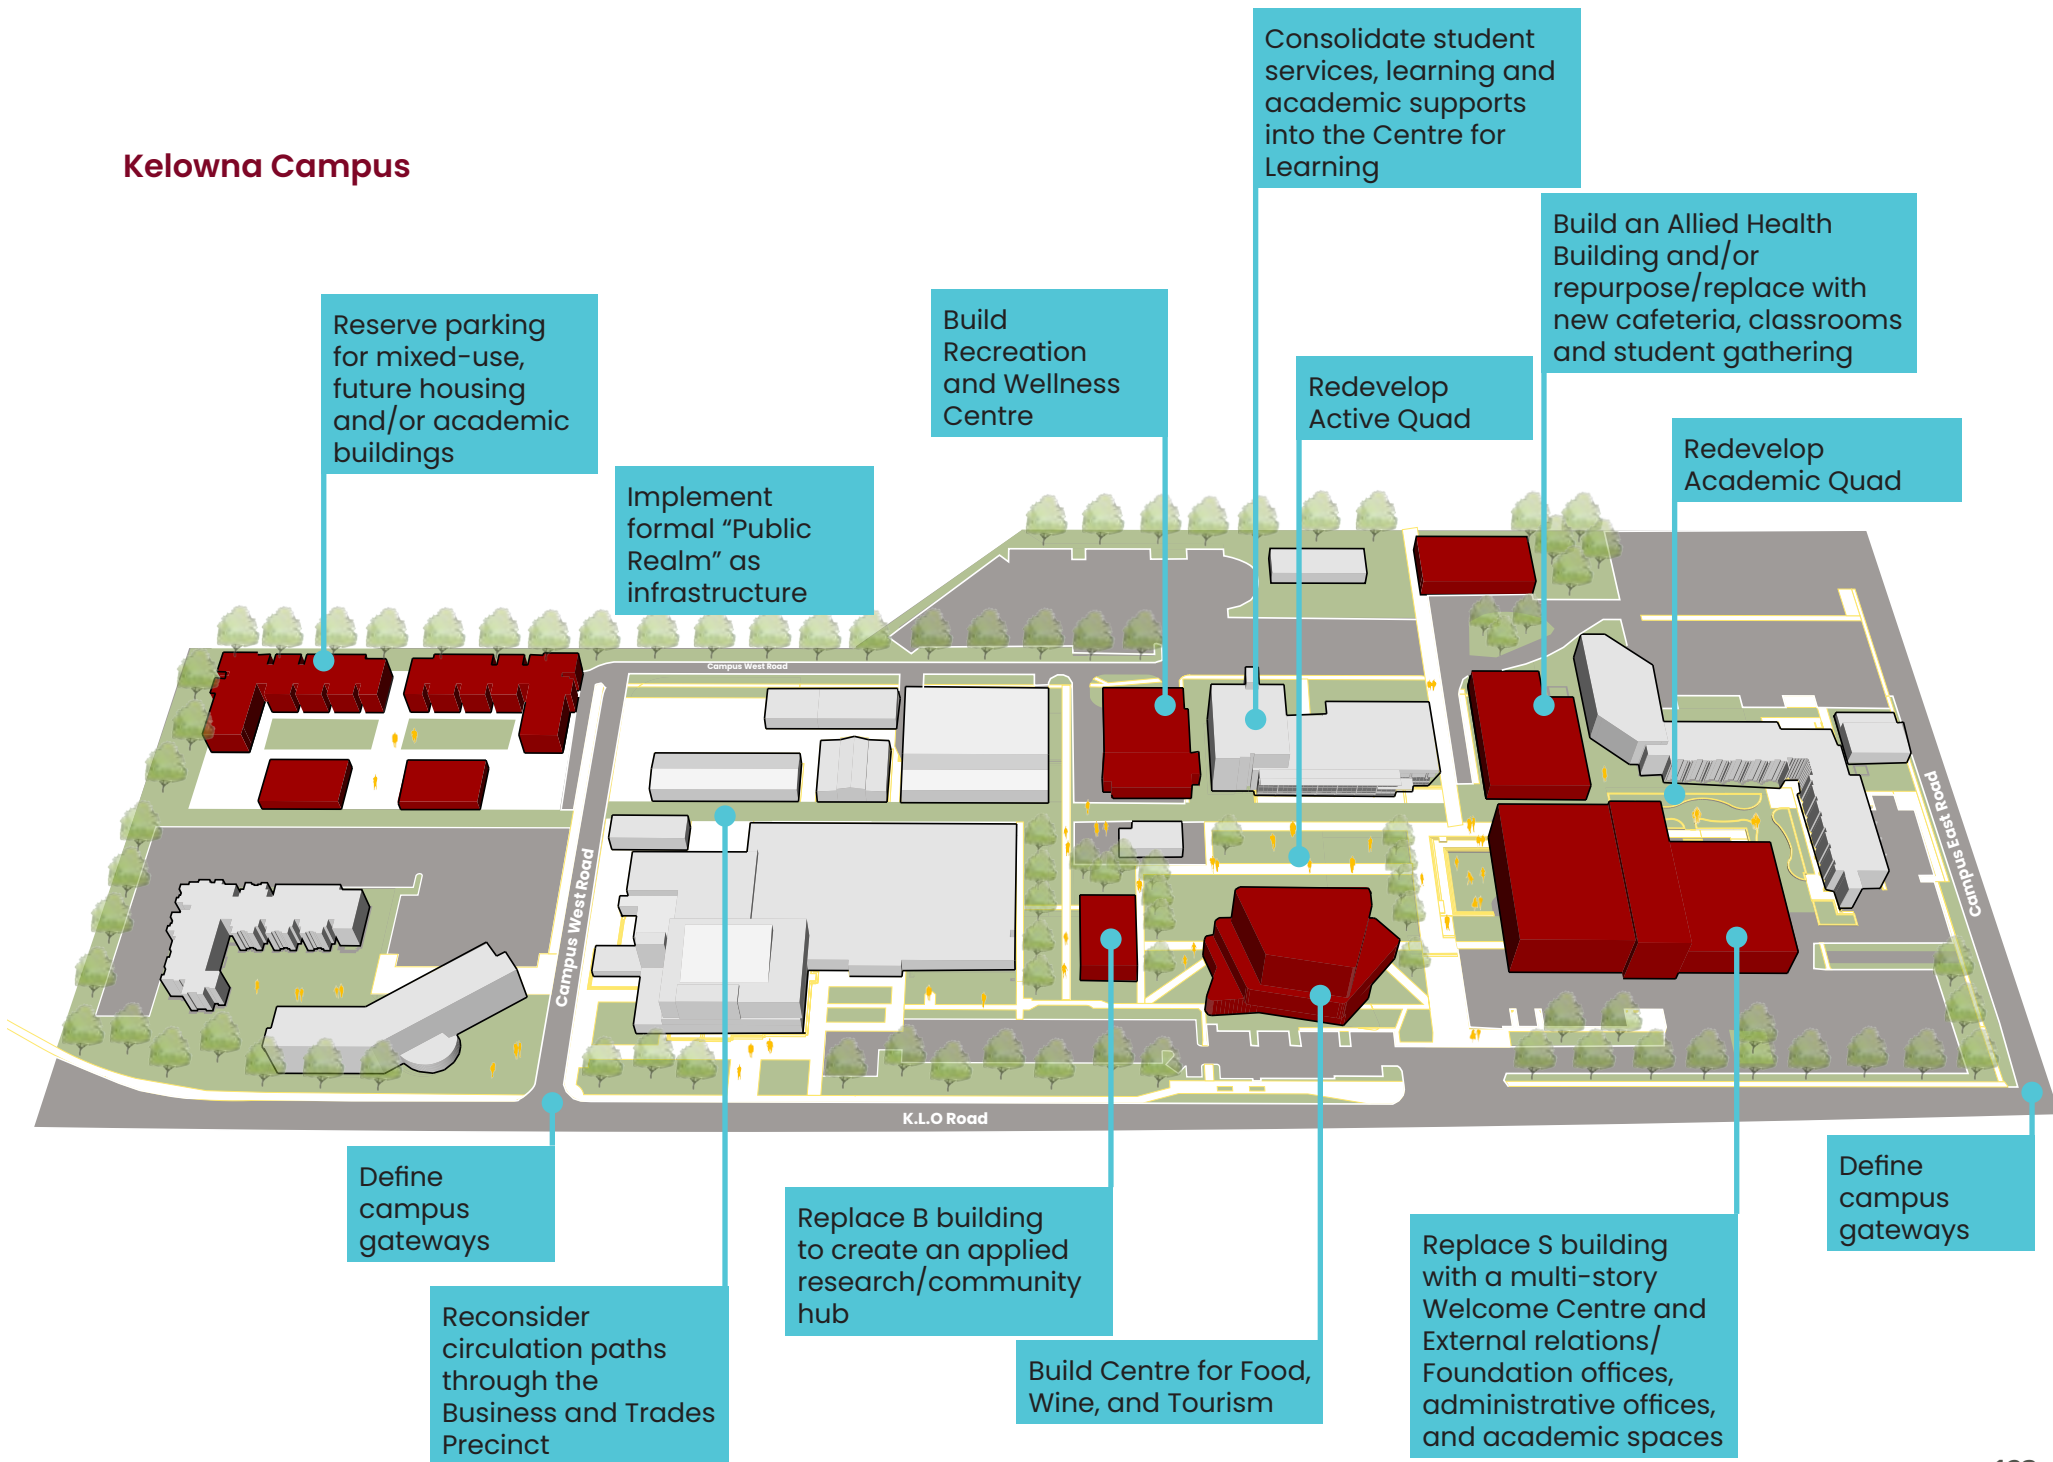 Consolidate student
services, learning and
academic supports
into the Centre for
Learning
Kelowna Campus
Build an Allied Health
Building and/or
repurpose/replace with
new cafeteria, classrooms
and student gathering
Reserve parking
for mixed-use,
future housing
and/or academic
buildings
Build
Recreation
and Wellness
Centre
Redevelop
Active Quad
Redevelop
Academic Quad
Implement
formal “Public
Realm” as
infrastructure
Campus West Road
Campus West Road
Campus East Road
K.L.O Road
Define
campus
gateways
Reconsider
circulation paths
through the
Business and Trades
Precinct
Replace B building
to create an applied
research/community
hub
Build Centre for Food,
Wine, and Tourism
Replace S building
with a multi-story
Welcome Centre and
External relations/
Foundation offices,
administrative offices,
and academic spaces
Define
campus
gateways